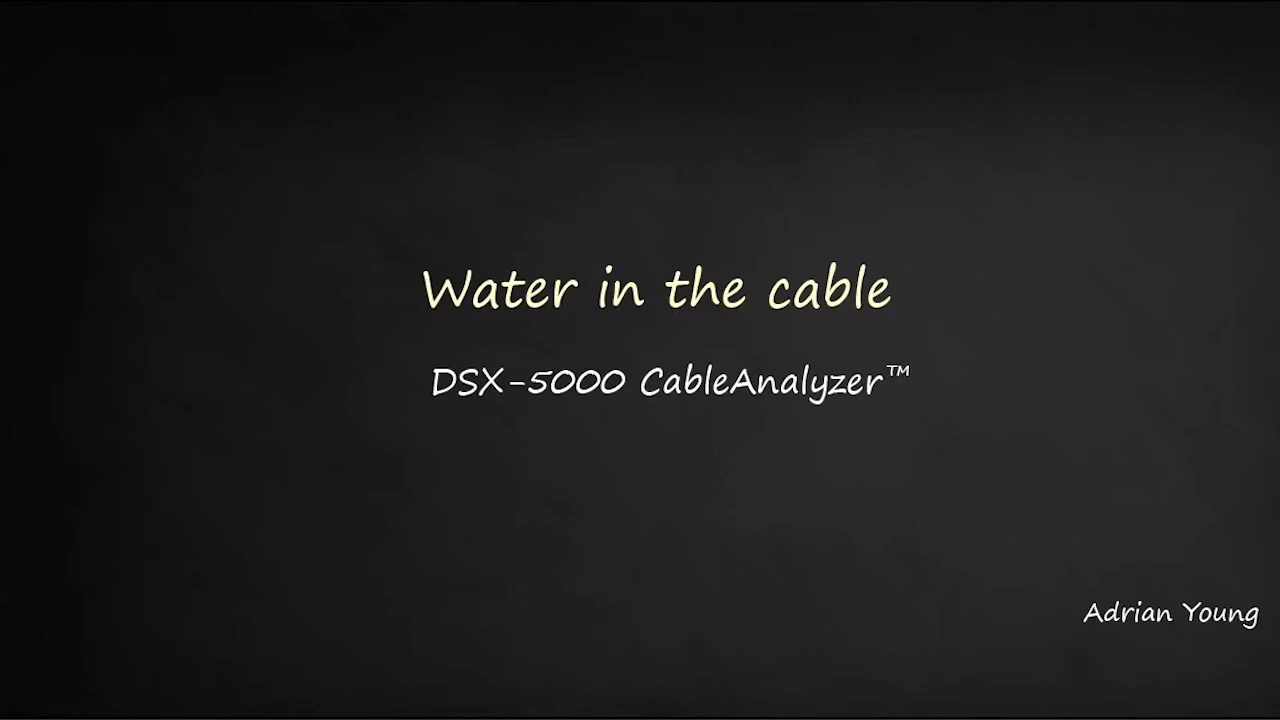 Water in the cable
DSX-5000 CableAnalyzer™
Adrian Young